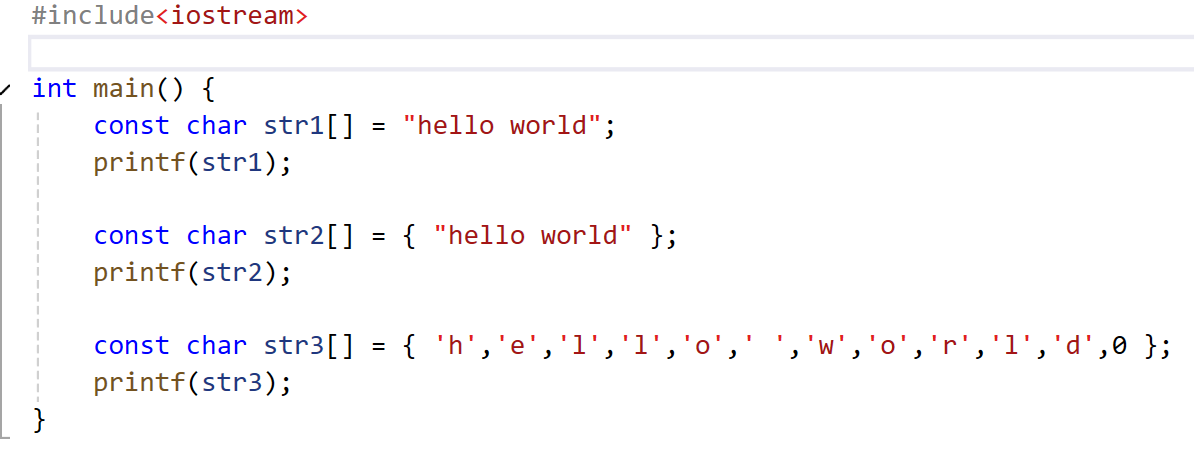 #include<iostream>
int main() {
    const char str1[] = "hello world";
    printf(str1);
    const char str2[] = { "hello world" };
    printf(str2);
    const char str3[] = { 'h','e','l','l','o',' ','w','o','r','l','d',0 };
    printf(str3);
}